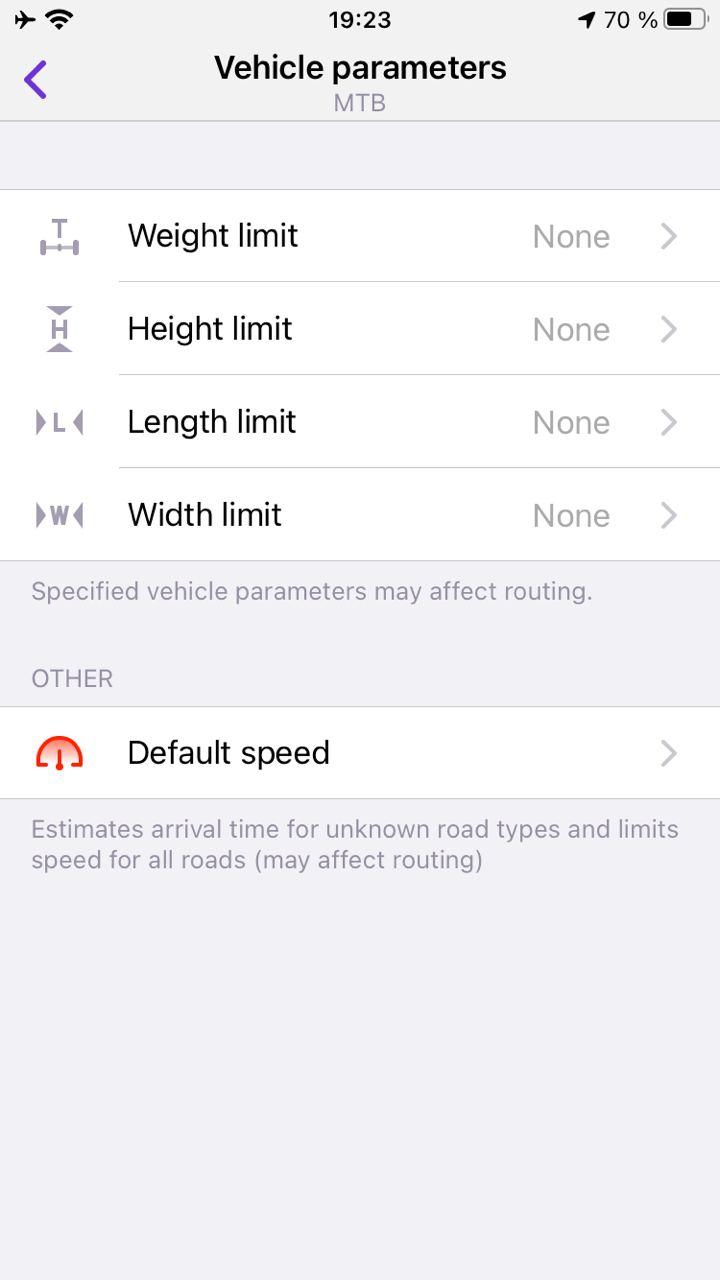 19:23
70 %
Vehicle parameters
MTB
T
Weight limit None
H
Height limit None
L
Length limit None
W
Width limit None
Specified vehicle parameters may affect routing.
OTHER
Default speed
Estimates arrival time for unknown road types and limits
speed for all roads (may affect routing)